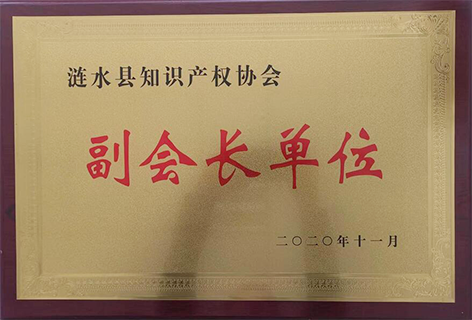 涟水县知识产权协会
副会长单位
二〇二〇年十一月